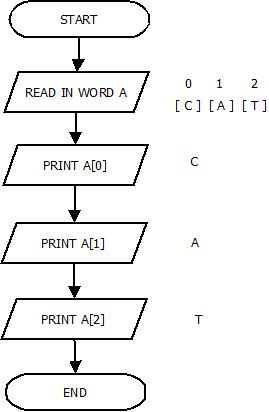 START
0 1 2
READ IN WORD A [ C ] [ A ] [ T ]
PRINT A[0] C
PRINT A[1] A
PRINT A[2] T
END